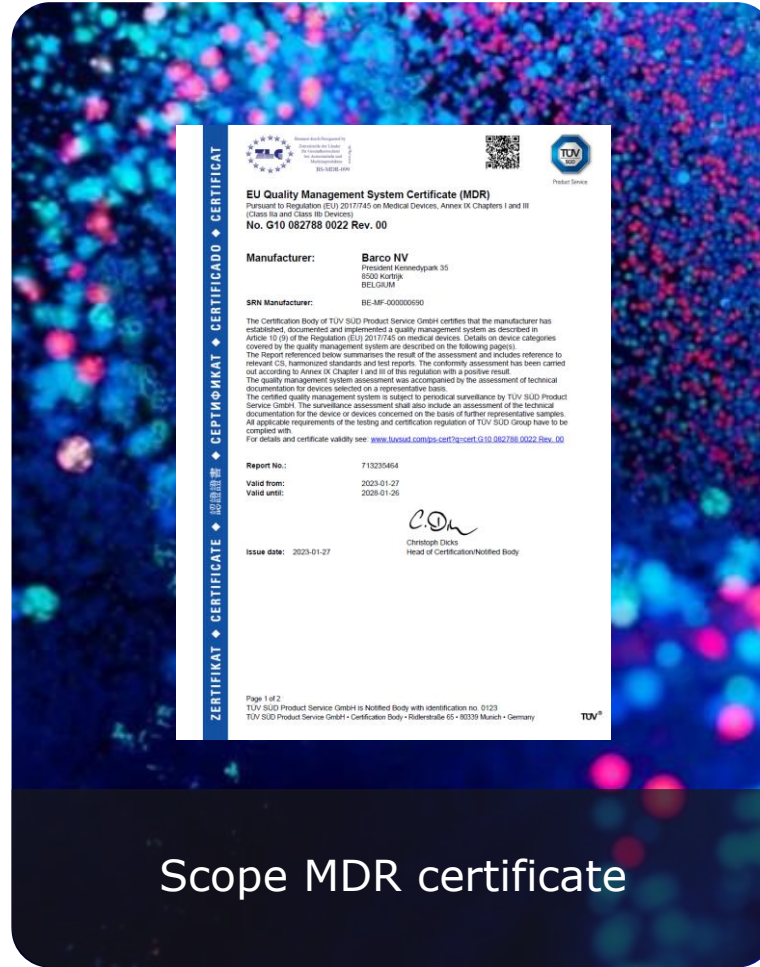 ZERTIFIKAT ◆ CERTIFICATE ◆ 認證證書 ◆ СЕРТИФИКАТ ◆ CERTIFICADO ◆ CERTIFICAT
ZLG
BS-MDR-099
TÜV
SÜD
Product Service
EU Quality Management System Certificate (MDR)
Pursuant to Regulation (EU) 2017/745 on Medical Devices, Annex IX Chapters I and III
(Class IIa and Class IIb Devices)
No. G10 082788 0022 Rev. 00
Manufacturer: Barco NV
President Kennedypark 35
8500 Kortrijk
BELGIUM
SRN Manufacturer: BE-MF-000000690
The Certification Body of TÜV SÜD Product Service GmbH certifies that the manufacturer has
established, documented and implemented a quality management system as described in
Article 10 (9) of the Regulation (EU) 2017/745 on medical devices. Details on device categories
covered by the quality management system are described on the following page(s).
The Report referenced below summarises the result of the assessment and includes reference to
relevant CS, harmonized standards and test reports. The conformity assessment has been carried
out according to Annex IX Chapter I and III of this regulation with a positive result.
The quality management system assessment was accompanied by the assessment of technical
documentation for devices selected on a representative basis.
The certified quality management system is subject to periodical surveillance by TÜV SÜD Product
Service GmbH. The surveillance assessment shall also include an assessment of the technical
documentation for the device or devices concerned on the basis of further representative samples.
All applicable requirements of the testing and certification regulation of TÜV SÜD Group have to be
complied with.
For details and certificate validity see: www.tuvsud.com/ps-cert?q=cert:G10 082788 0022 Rev. 00
Report No.: 713235464
Valid from: 2023-01-27
Valid until: 2028-01-26
Christoph Dicks
Issue date: 2023-01-27 Head of Certification/Notified Body
Page 1 of 2
TÜV SÜD Product Service GmbH is Notified Body with identification no. 0123
TÜV SÜD Product Service GmbH • Certification Body • Ridlerstraße 65 • 80339 Munich • Germany
TÜV®
Scope MDR certificate